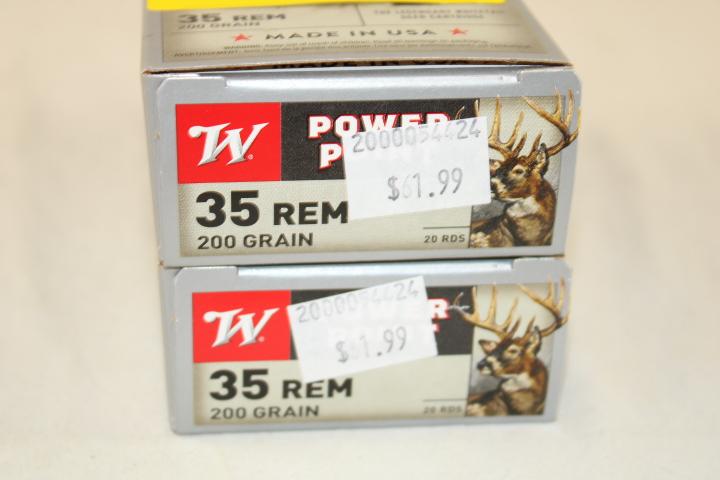 35 REM
200 GRAIN
MADE IN USA
W
POWER
2000054424
$61.99
35 REM
200 GRAIN
20 RDS
W
2000054424
$61.99
35 REM
200 GRAIN
20 RDS